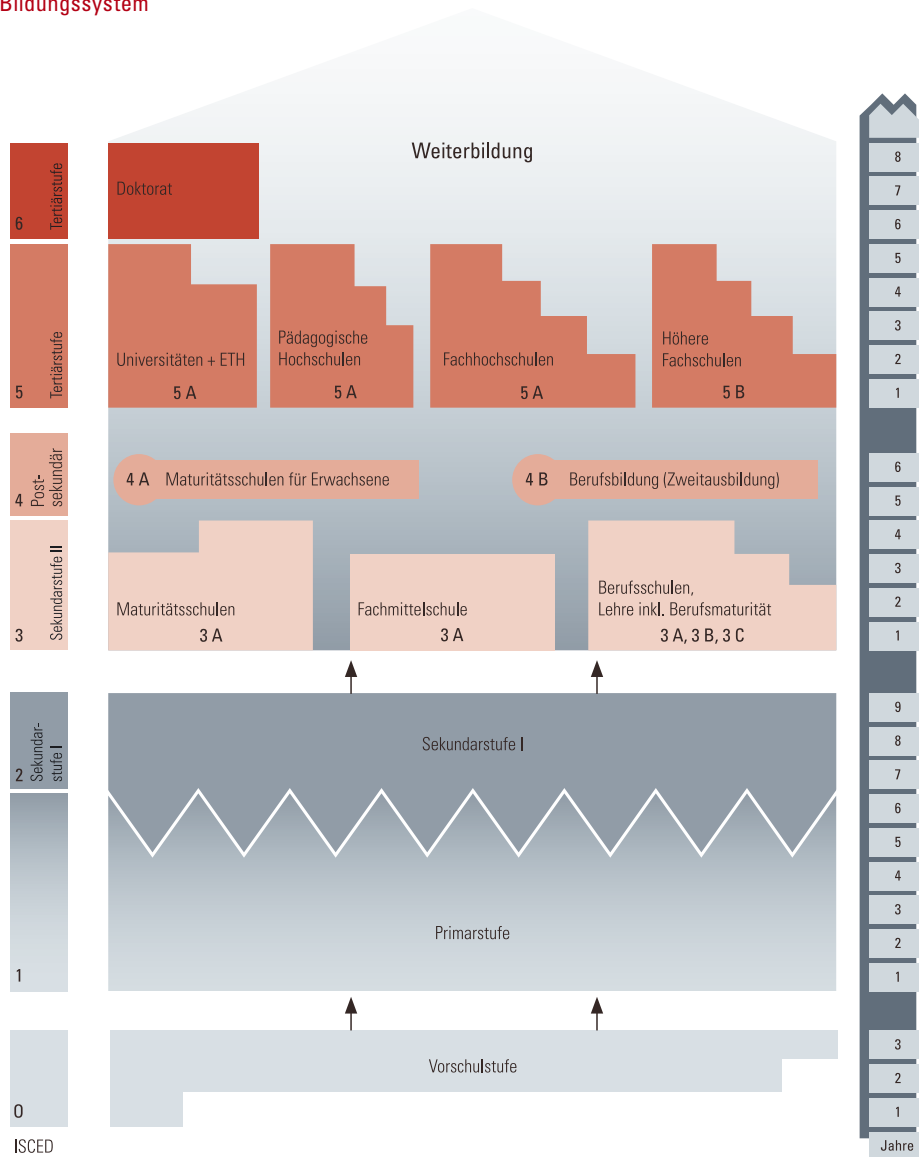 Bildungssystem
Weiterbildung
6 Tertiärstufe
Doktorat
8
7
6
5 Tertiärstufe
Universitäten + ETH
5 A
Pädagogische
Hochschulen
5 A
Fachhochschulen
5 A
Höhere
Fachschulen
5 B
5
4
3
2
1
4 Post-
sekundär
4 A Maturitätsschulen für Erwachsene
4 B Berufsbildung (Zweitausbildung)
6
5
3 Sekundarstufe II
Maturitätsschulen
3 A
Fachmittelschule
3 A
Berufsschulen,
Lehre inkl. Berufsmaturität
3 A, 3 B, 3 C
4
3
2
1
2 Sekundar-
stufe I
Sekundarstufe I
9
8
7
6
5
4
3
2
1
1
Primarstufe
0
Vorschulstufe
3
2
1
ISCED
Jahre